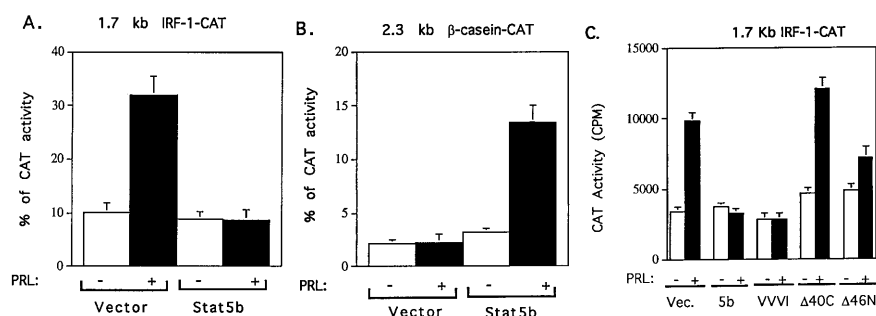 A.
1.7 kb IRF-1-CAT
% of CAT activity
40
30
20
10
0
PRL: - + - +
Vector Stat5b
B.
2.3 kb β-casein-CAT
% of CAT activity
20
15
10
5
0
PRL: - + - +
Vector Stat5b
C.
1.7 Kb IRF-1-CAT
CAT Activity (CPM)
15000
10000
5000
0
PRL: - + - + - + - + - +
Vec. 5b VVVI Δ40C Δ46N